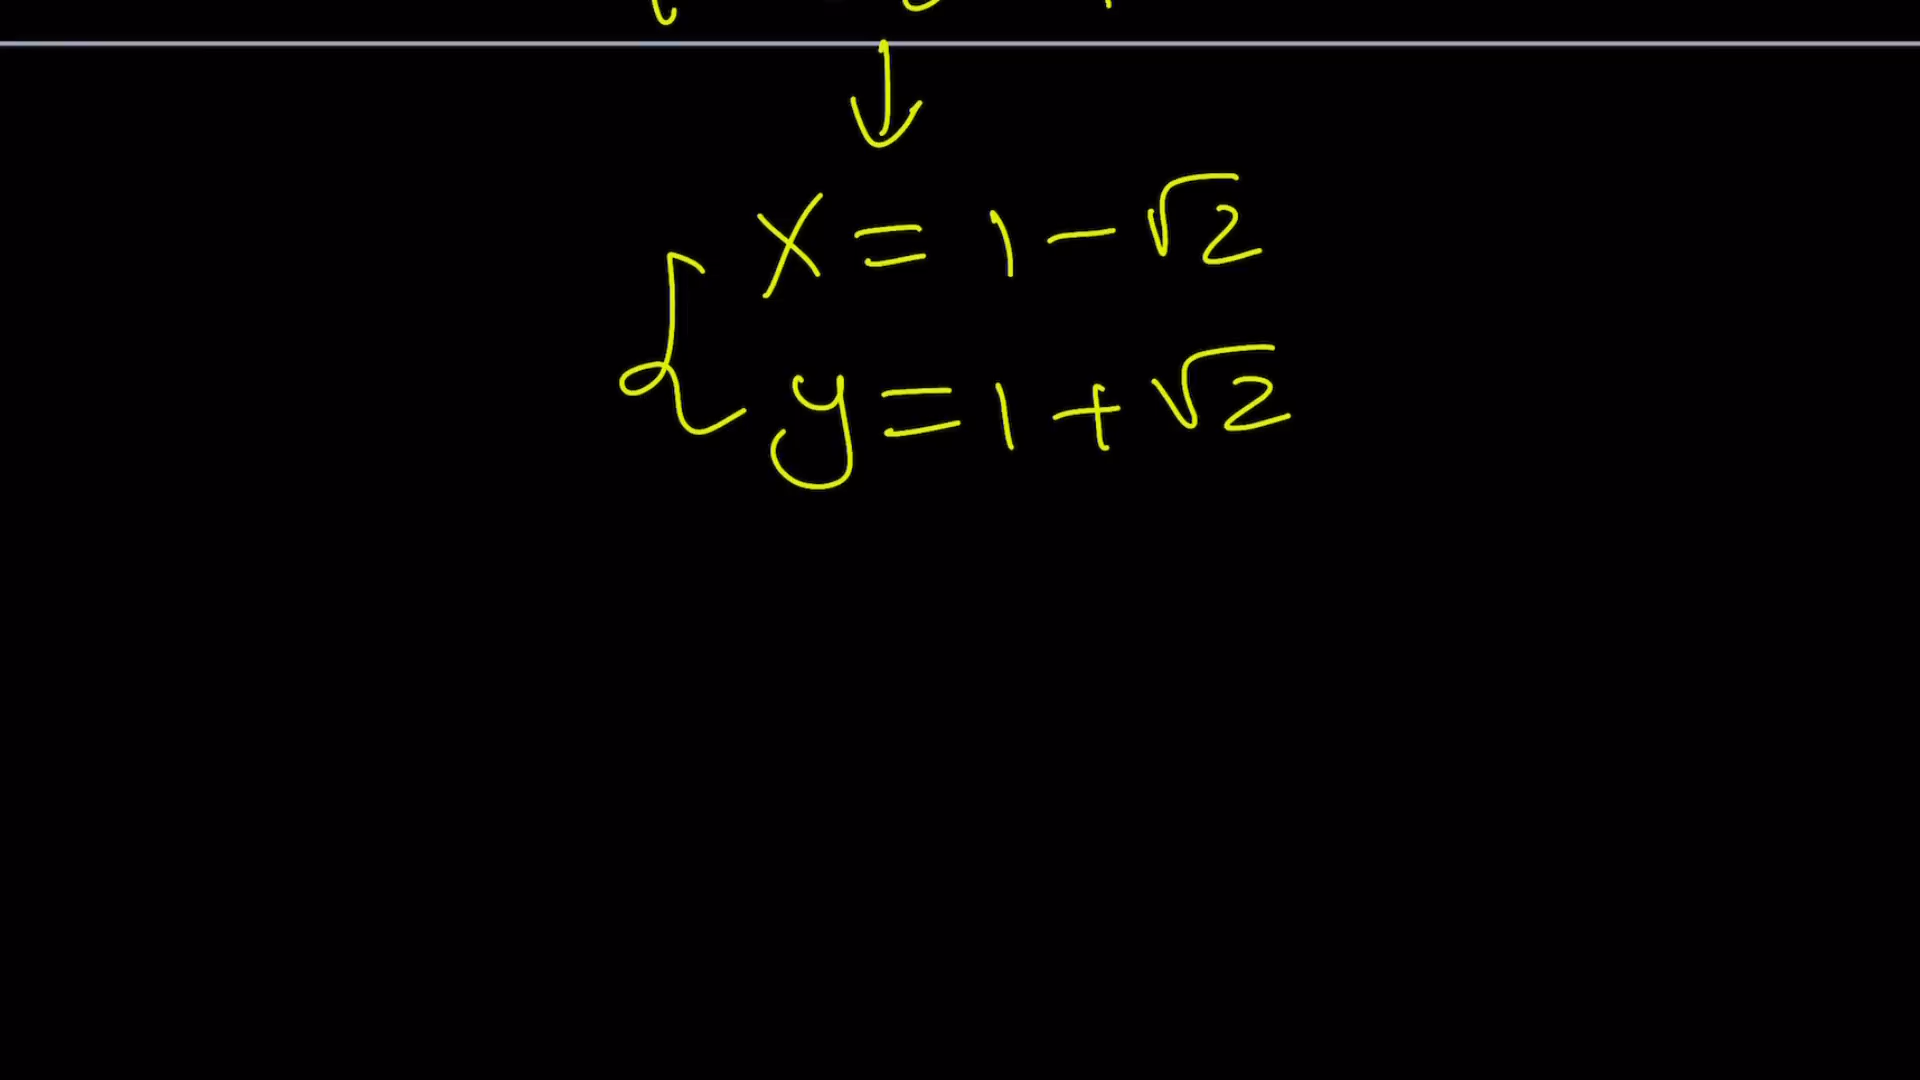 x = 1 - √2
y = 1 + √2